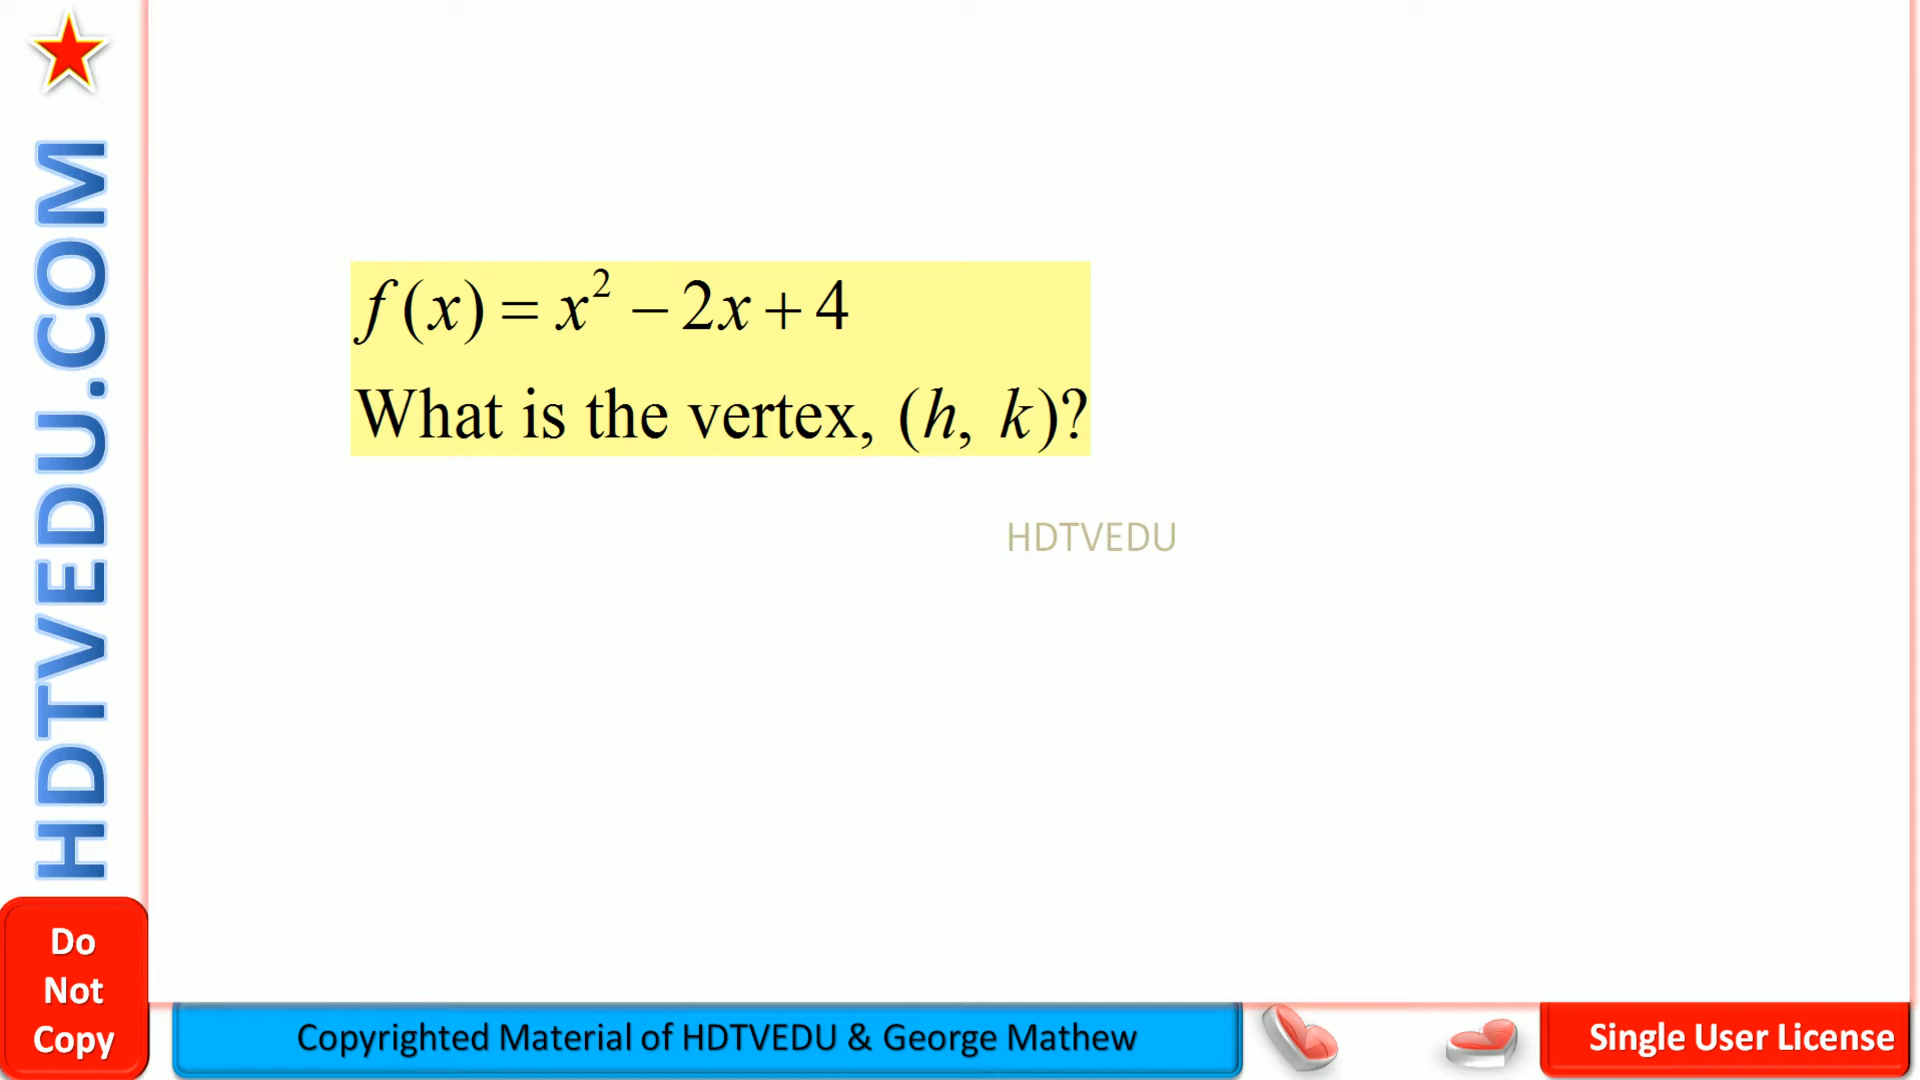 HDTVEDU.COM
f(x) = x² − 2x + 4
What is the vertex, (h, k)?
HDTVEDU
Do
Not
Copy
Copyrighted Material of HDTVEDU & George Mathew
Single User License